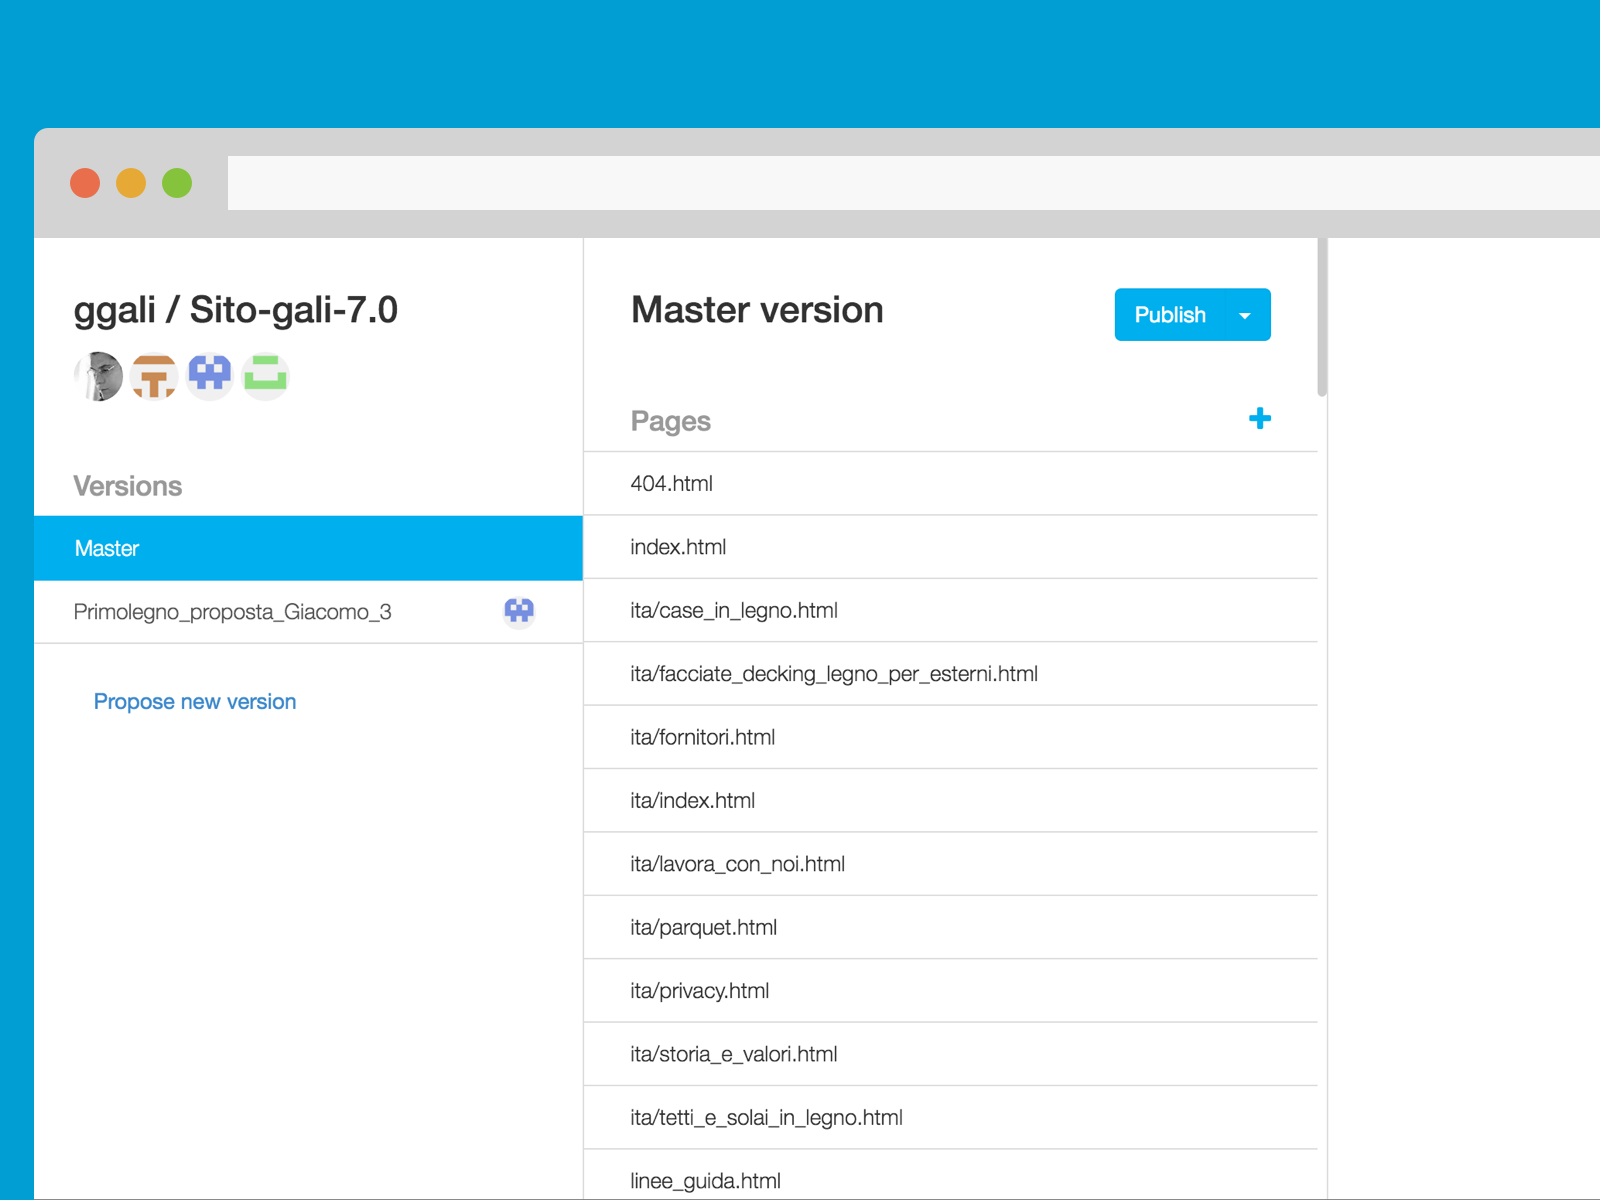 ggali / Sito-gali-7.0
Versions
Master
Primolegno_proposta_Giacomo_3
Propose new version
Master version
Publish
Pages
404.html
index.html
ita/case_in_legno.html
ita/facciate_decking_legno_per_esterni.html
ita/fornitori.html
ita/index.html
ita/lavora_con_noi.html
ita/parquet.html
ita/privacy.html
ita/storia_e_valori.html
ita/tetti_e_solai_in_legno.html
linee_guida.html